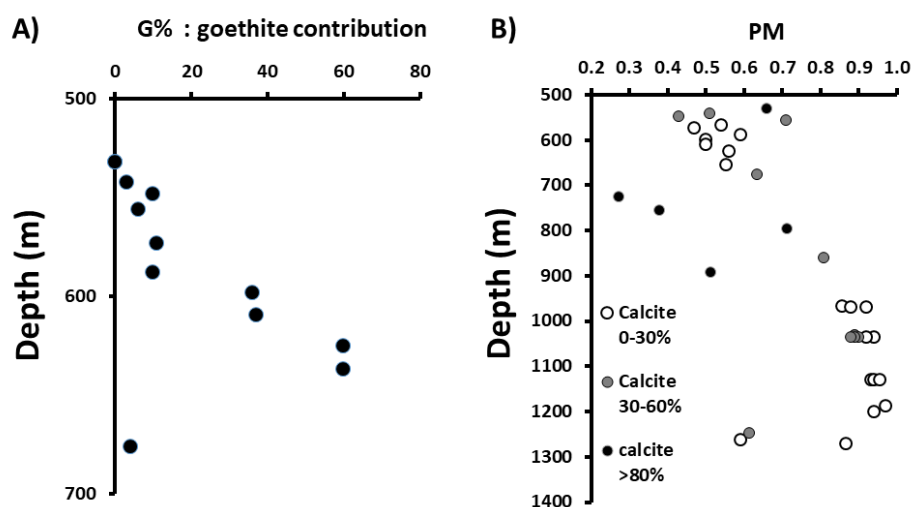 A)
G% : goethite contribution
0 20 40 60 80
500
600
700
Depth (m)
B)
PM
0.2 0.3 0.4 0.5 0.6 0.7 0.8 0.9 1.0
500
600
700
800
900
1000
1100
1200
1300
1400
Depth (m)
Calcite
0-30%
Calcite
30-60%
calcite
>80%